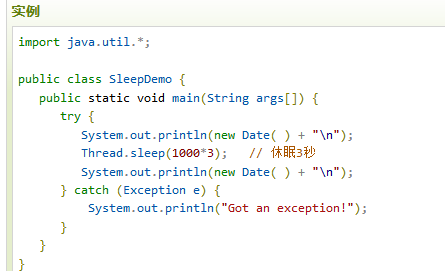 实例
import java.util.*;

public class SleepDemo {
   public static void main(String args[]) {
      try {
         System.out.println(new Date( ) + "\n");
         Thread.sleep(1000*3);   // 休眠3秒
         System.out.println(new Date( ) + "\n");
      } catch (Exception e) {
          System.out.println("Got an exception!");
      }
   }
}